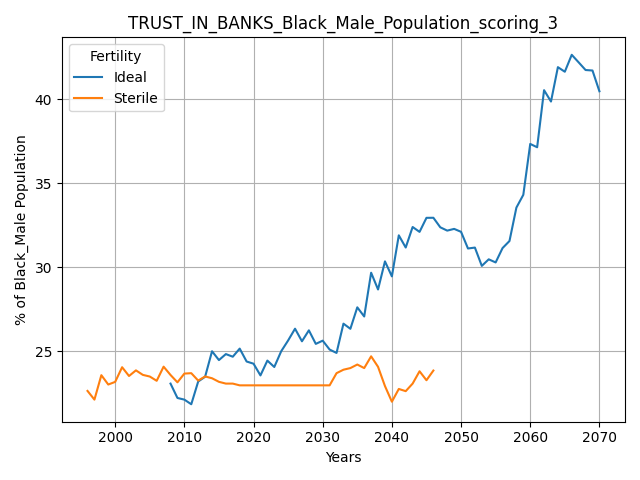 TRUST_IN_BANKS_Black_Male_Population_scoring_3
Fertility
Ideal
Sterile
% of Black_Male Population
40
35
30
25
2000 2010 2020 2030 2040 2050 2060 2070
Years